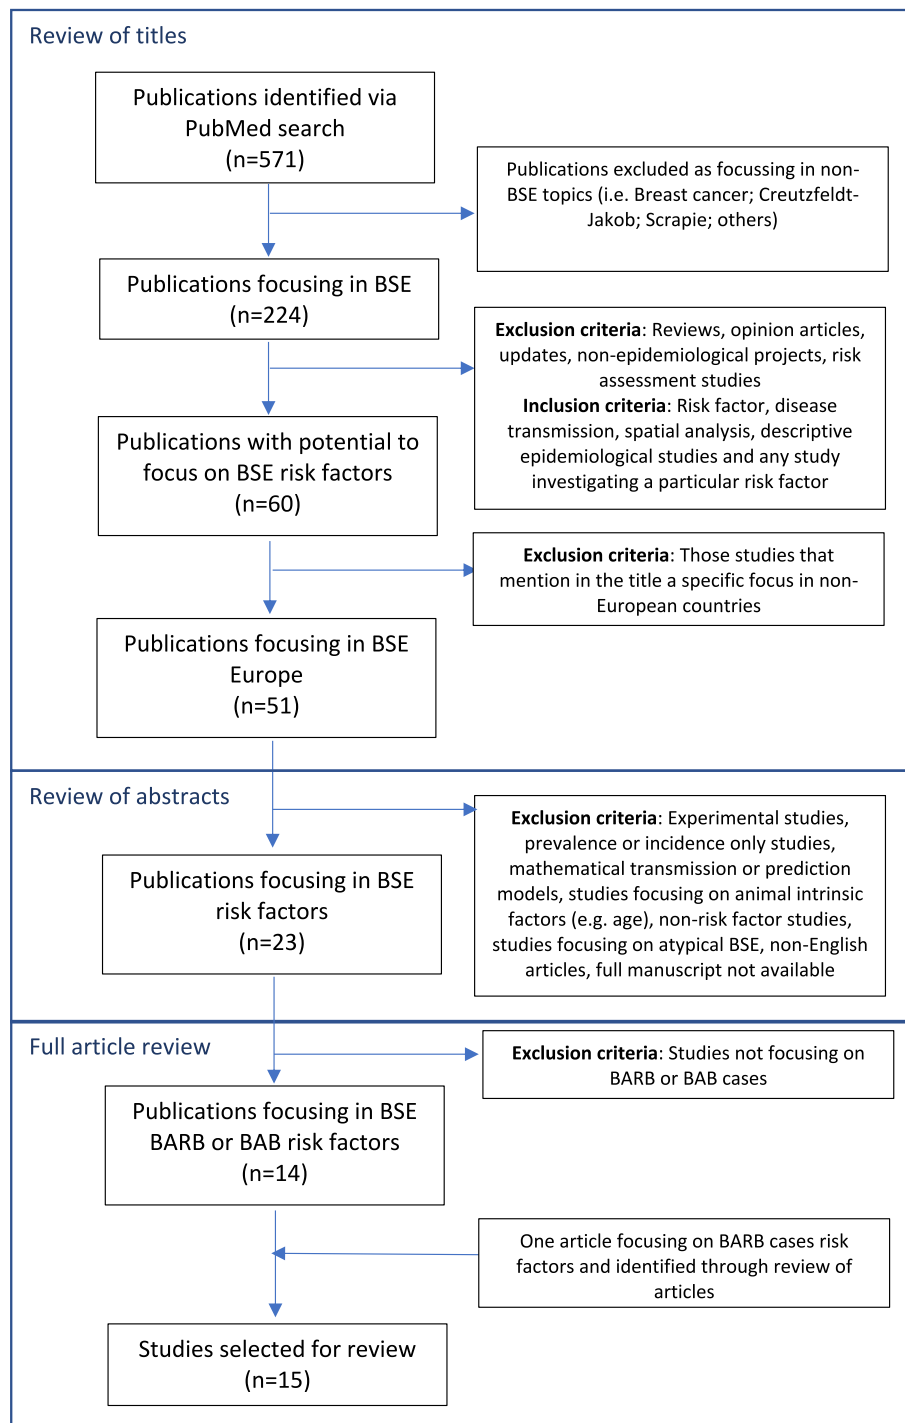 Review of titles
Publications identified via
PubMed search
(n=571)
Publications excluded as focussing in non-
BSE topics (i.e. Breast cancer; Creutzfeldt-
Jakob; Scrapie; others)
Publications focusing in BSE
(n=224)
Exclusion criteria: Reviews, opinion articles,
updates, non-epidemiological projects, risk
assessment studies
Inclusion criteria: Risk factor, disease
transmission, spatial analysis, descriptive
epidemiological studies and any study
investigating a particular risk factor
Publications with potential to
focus on BSE risk factors
(n=60)
Exclusion criteria: Those studies that
mention in the title a specific focus in non-
European countries
Publications focusing in BSE
Europe
(n=51)
Review of abstracts
Exclusion criteria: Experimental studies,
prevalence or incidence only studies,
mathematical transmission or prediction
models, studies focusing on animal intrinsic
factors (e.g. age), non-risk factor studies,
studies focusing on atypical BSE, non-English
articles, full manuscript not available
Publications focusing in BSE
risk factors
(n=23)
Full article review
Exclusion criteria: Studies not focusing on
BARB or BAB cases
Publications focusing in BSE
BARB or BAB risk factors
(n=14)
One article focusing on BARB cases risk
factors and identified through review of
articles
Studies selected for review
(n=15)